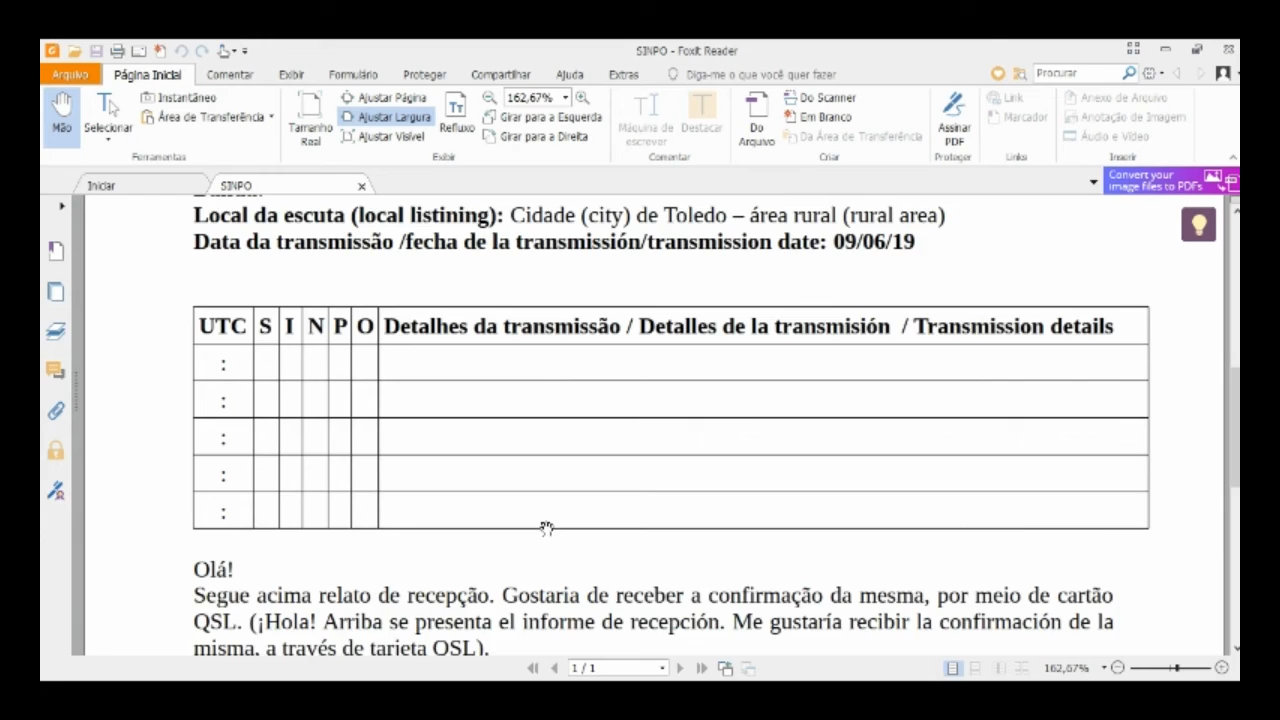 SINPO - Foxit Reader
Arquivo Página Inicial Comentar Exibir Formulário Proteger Compartilhar Ajuda Extras Diga-me o que você quer fazer Procurar
Mão
Selecionar
Instantâneo
Área de Transferência
Ferramentas
Tamanho Real
Ajustar Página
Ajustar Largura
Ajustar Visível
Refluxo
162,67%
Girar para a Esquerda
Girar para a Direita
Exibir
Máquina de escrever
Destacar
Comentar
Do Arquivo
Do Scanner
Em Branco
Da Área de Transferência
Criar
Assinar PDF
Proteger
Link
Marcador
Links
Anexo de Arquivo
Anotação de Imagem
Áudio e Vídeo
Inserir
Iniciar SINPO
Convert your
image files to PDFs
Local da escuta (local listining): Cidade (city) de Toledo – área rural (rural area)
Data da transmissão /fecha de la transmissión/transmission date: 09/06/19
UTC S I N P O Detalhes da transmissão / Detalles de la transmisión / Transmission details
:
:
:
:
:
Olá!
Segue acima relato de recepção. Gostaria de receber a confirmação da mesma, por meio de cartão
QSL. (¡Hola! Arriba se presenta el informe de recepción. Me gustaría recibir la confirmación de la
misma, a través de tarjeta QSL).
1 / 1 162,67%